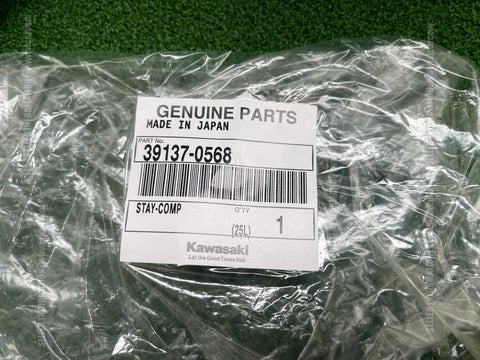 GENUINE PARTS
MADE IN JAPAN
PART No.
39137-0568
STAY-COMP
Q'TY
(25L) 1
Kawasaki
Let the Good Times Roll